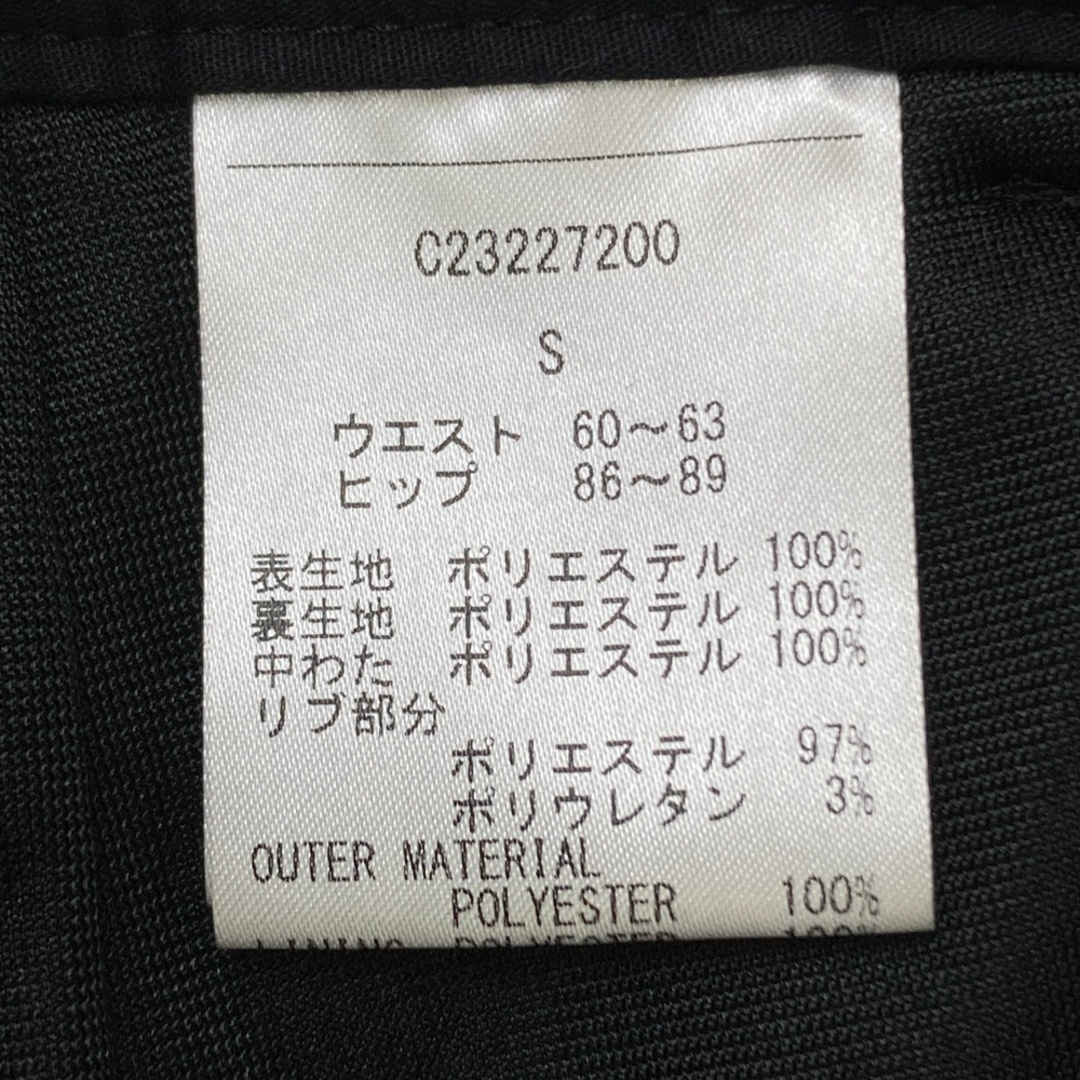 C23227200
S
ウエスト 60～63
ヒップ 86～89
表生地 ポリエステル 100%
裏生地 ポリエステル 100%
中わた ポリエステル 100%
リブ部分
ポリエステル 97%
ポリウレタン 3%
OUTER MATERIAL
POLYESTER 100%
LINING POLYESTER 100%